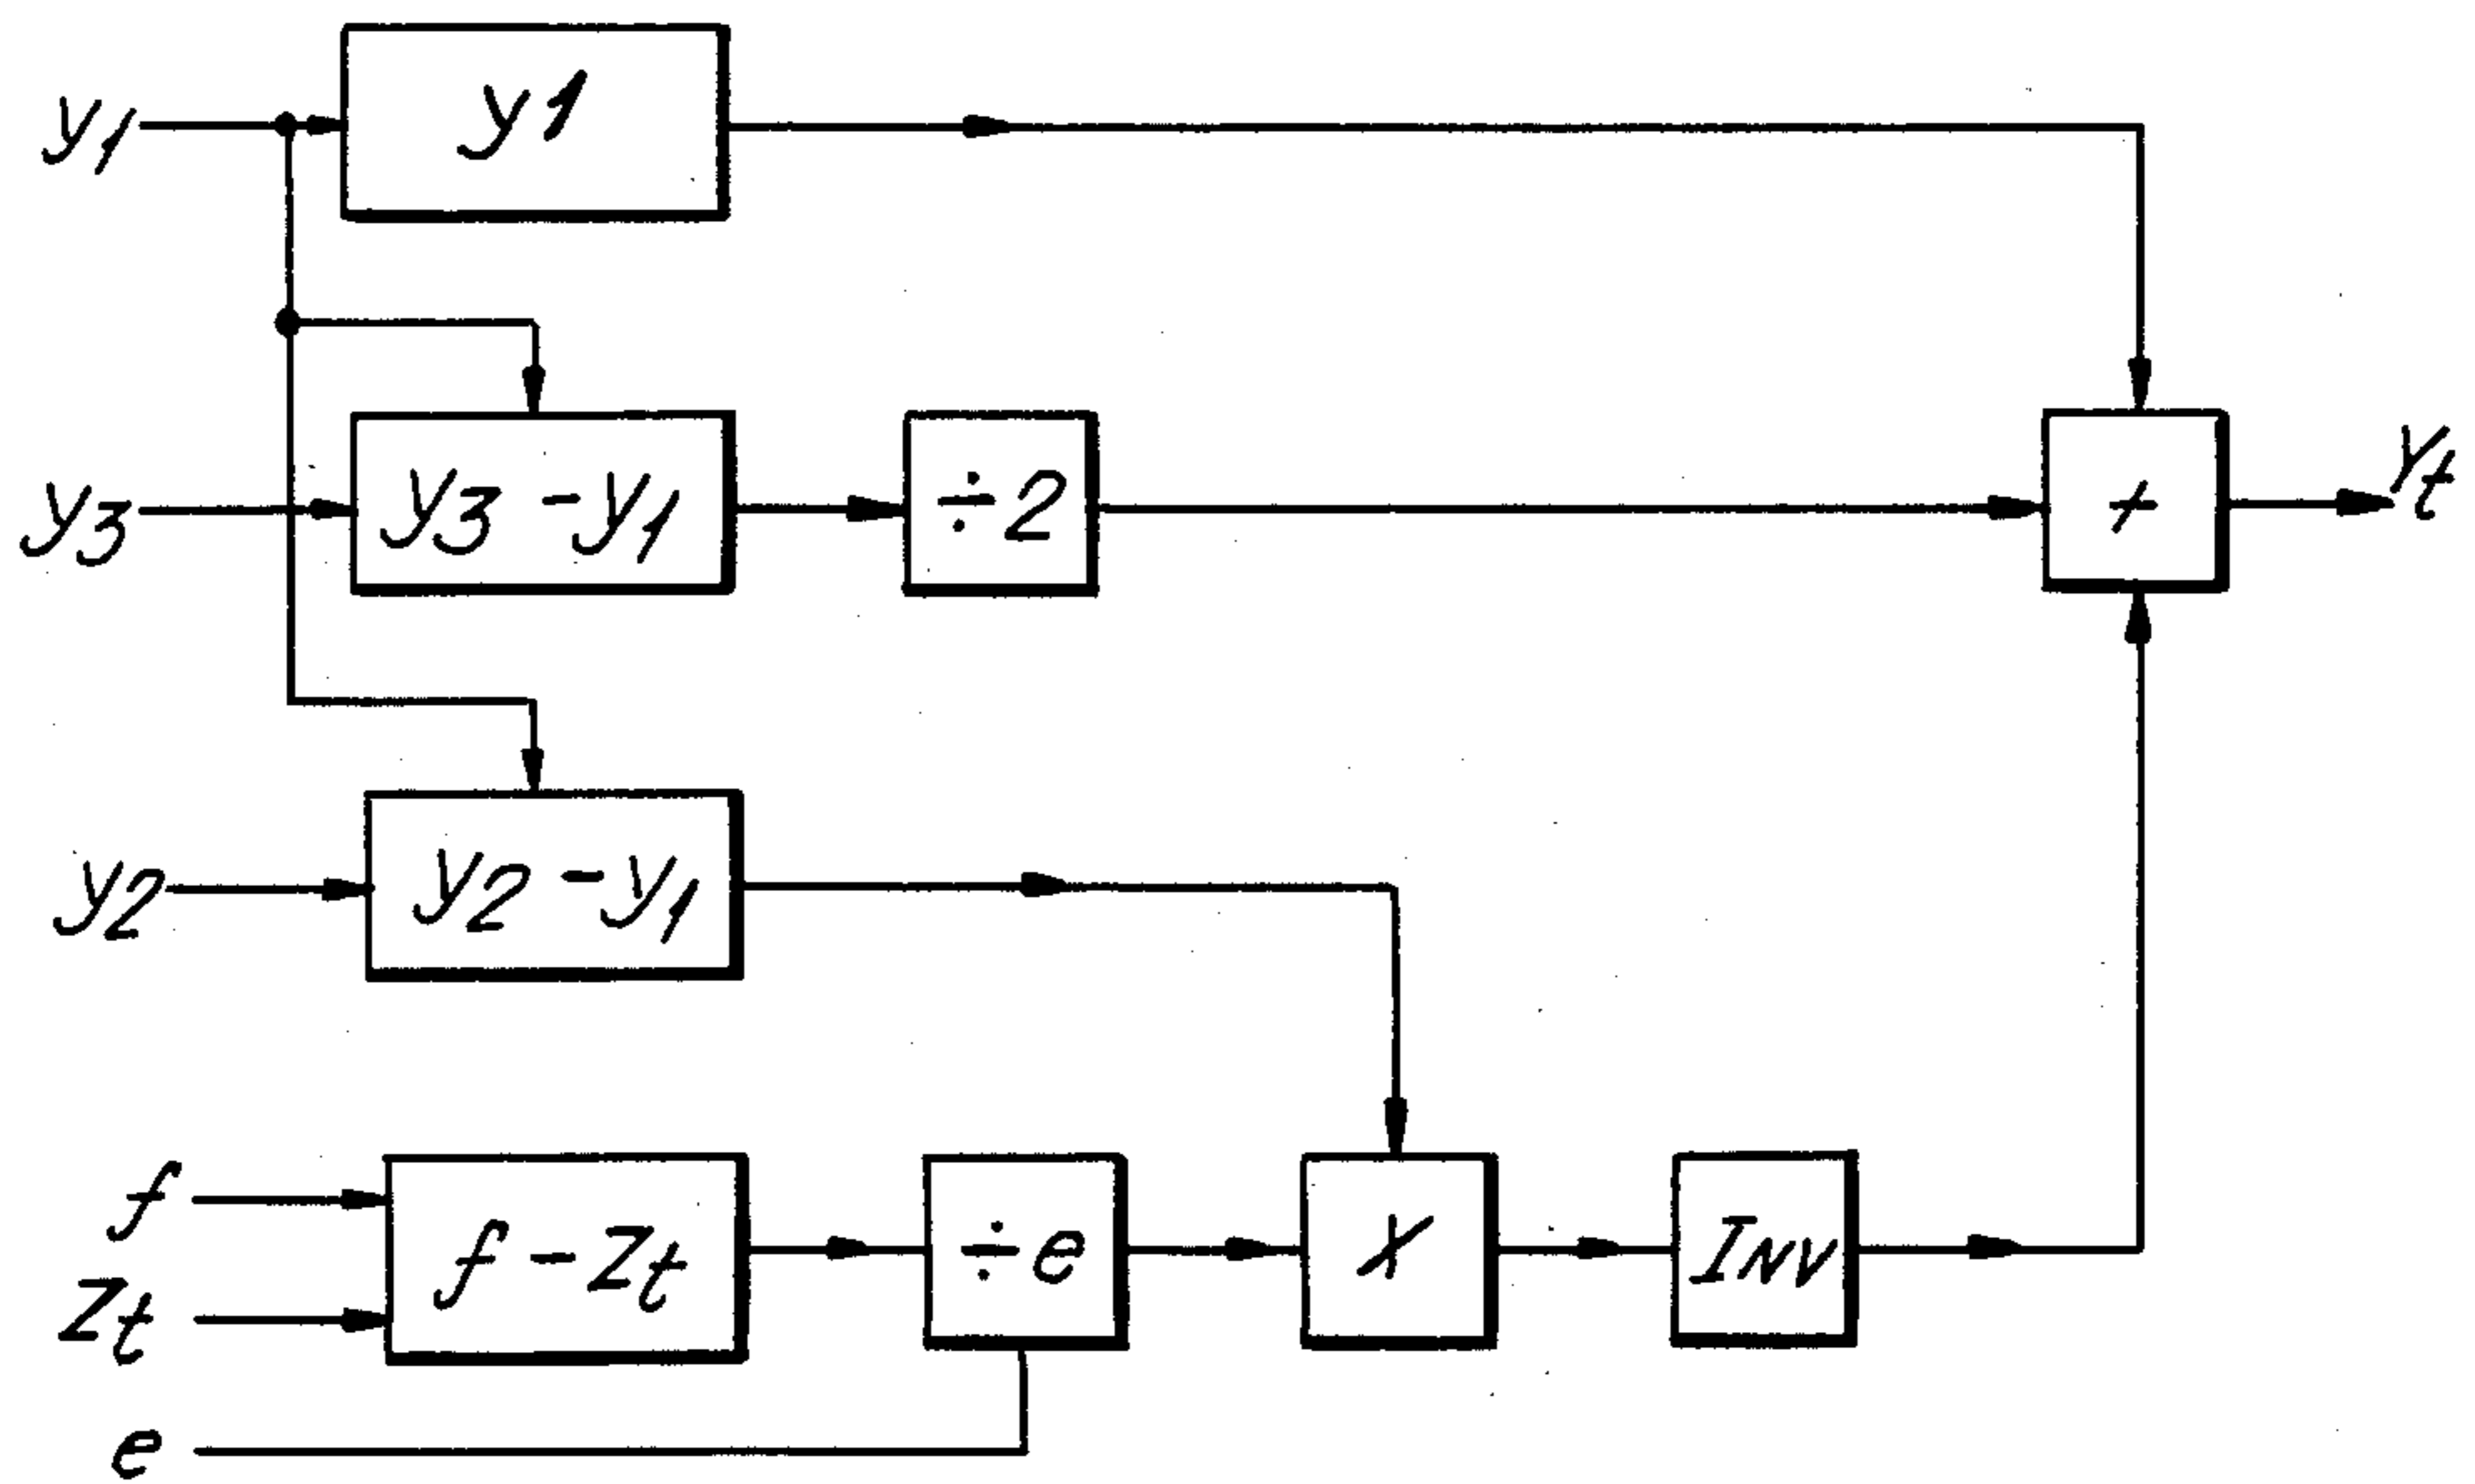 y1
y1
y3
y3 - y1
÷2
+
Yt
y2
y2 - y1
f
Zt
f - Zt
÷e
X
INV
e